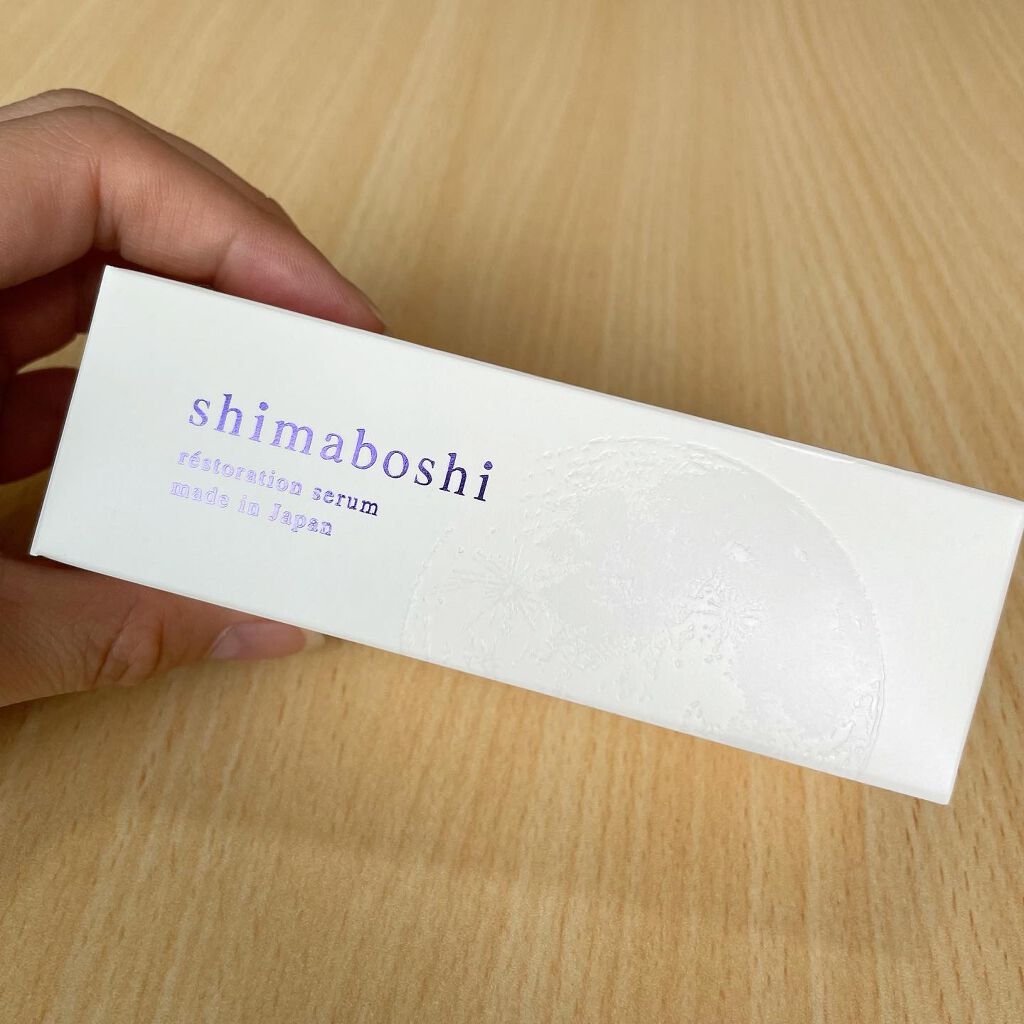 shimaboshi
réstoration serum
made in Japan